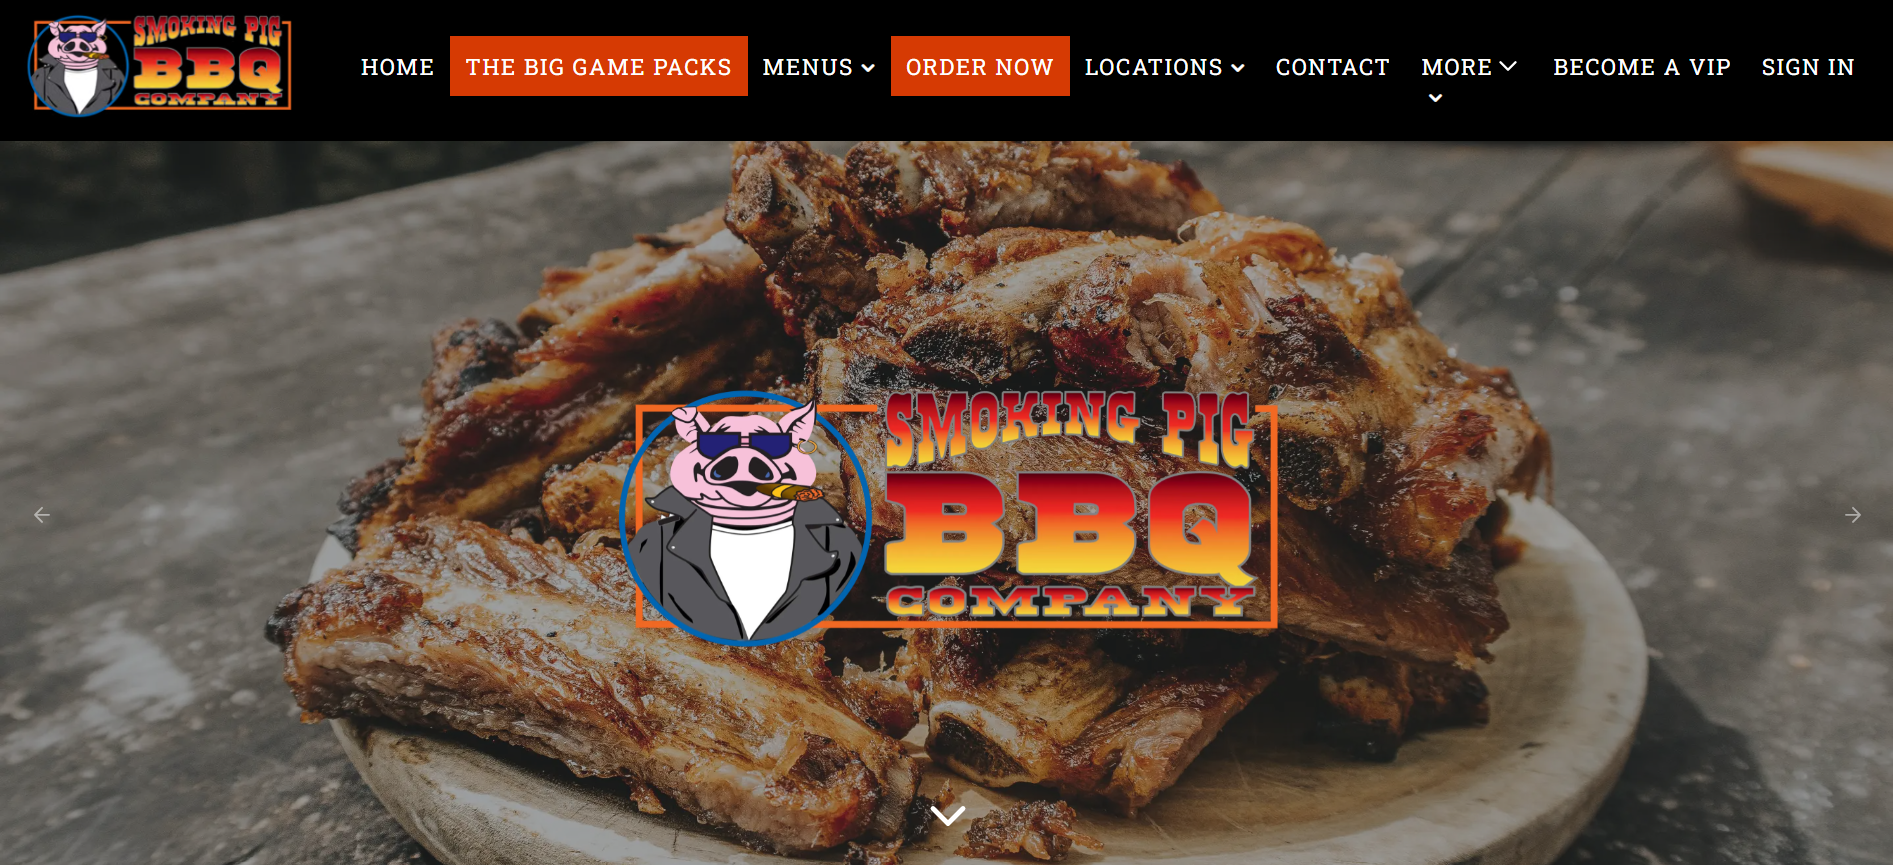 SMOKING PIG
BBQ
COMPANY
HOME THE BIG GAME PACKS MENUS ORDER NOW LOCATIONS CONTACT MORE BECOME A VIP SIGN IN
SMOKING PIG
BBQ
COMPANY